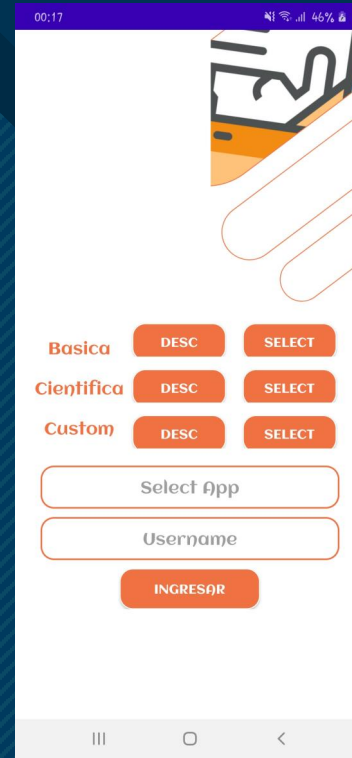 00:17 46%
Basica DESC SELECT
Cientifica DESC SELECT
Custom DESC SELECT
Select App
Username
INGRESAR